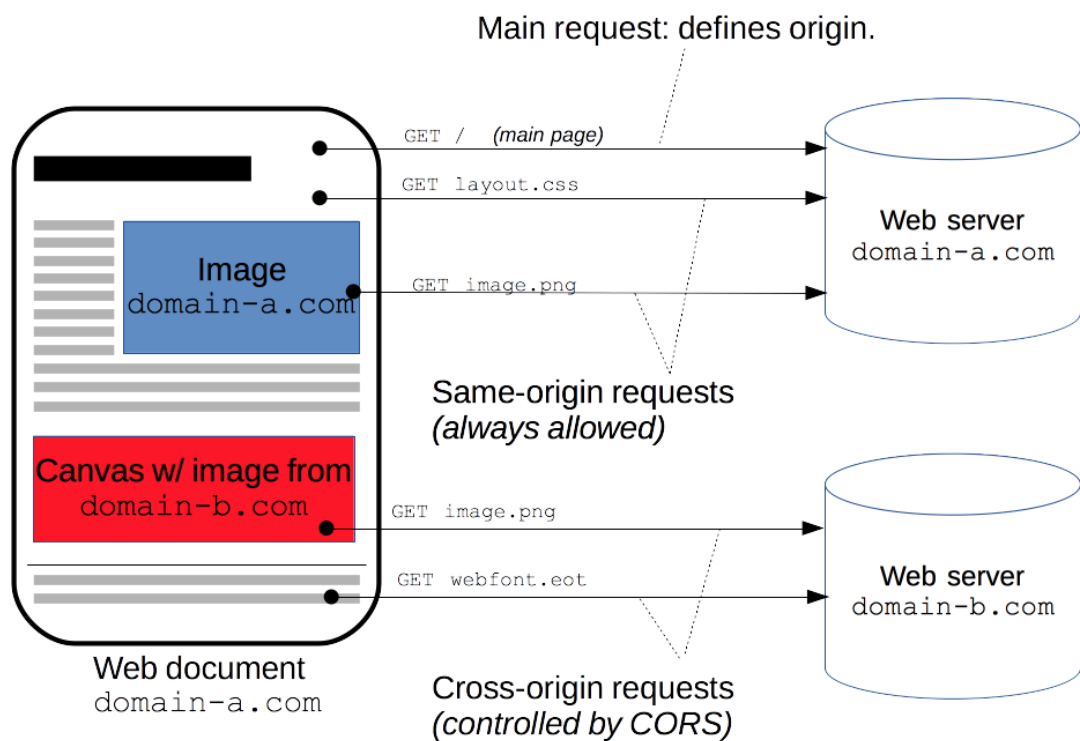 Main request: defines origin.
GET / (main page)
GET layout.css
Web server
domain-a.com
Image
domain-a.com
GET image.png
Same-origin requests
(always allowed)
Canvas w/ image from
domain-b.com
GET image.png
GET webfont.eot
Web server
domain-b.com
Web document
domain-a.com
Cross-origin requests
(controlled by CORS)